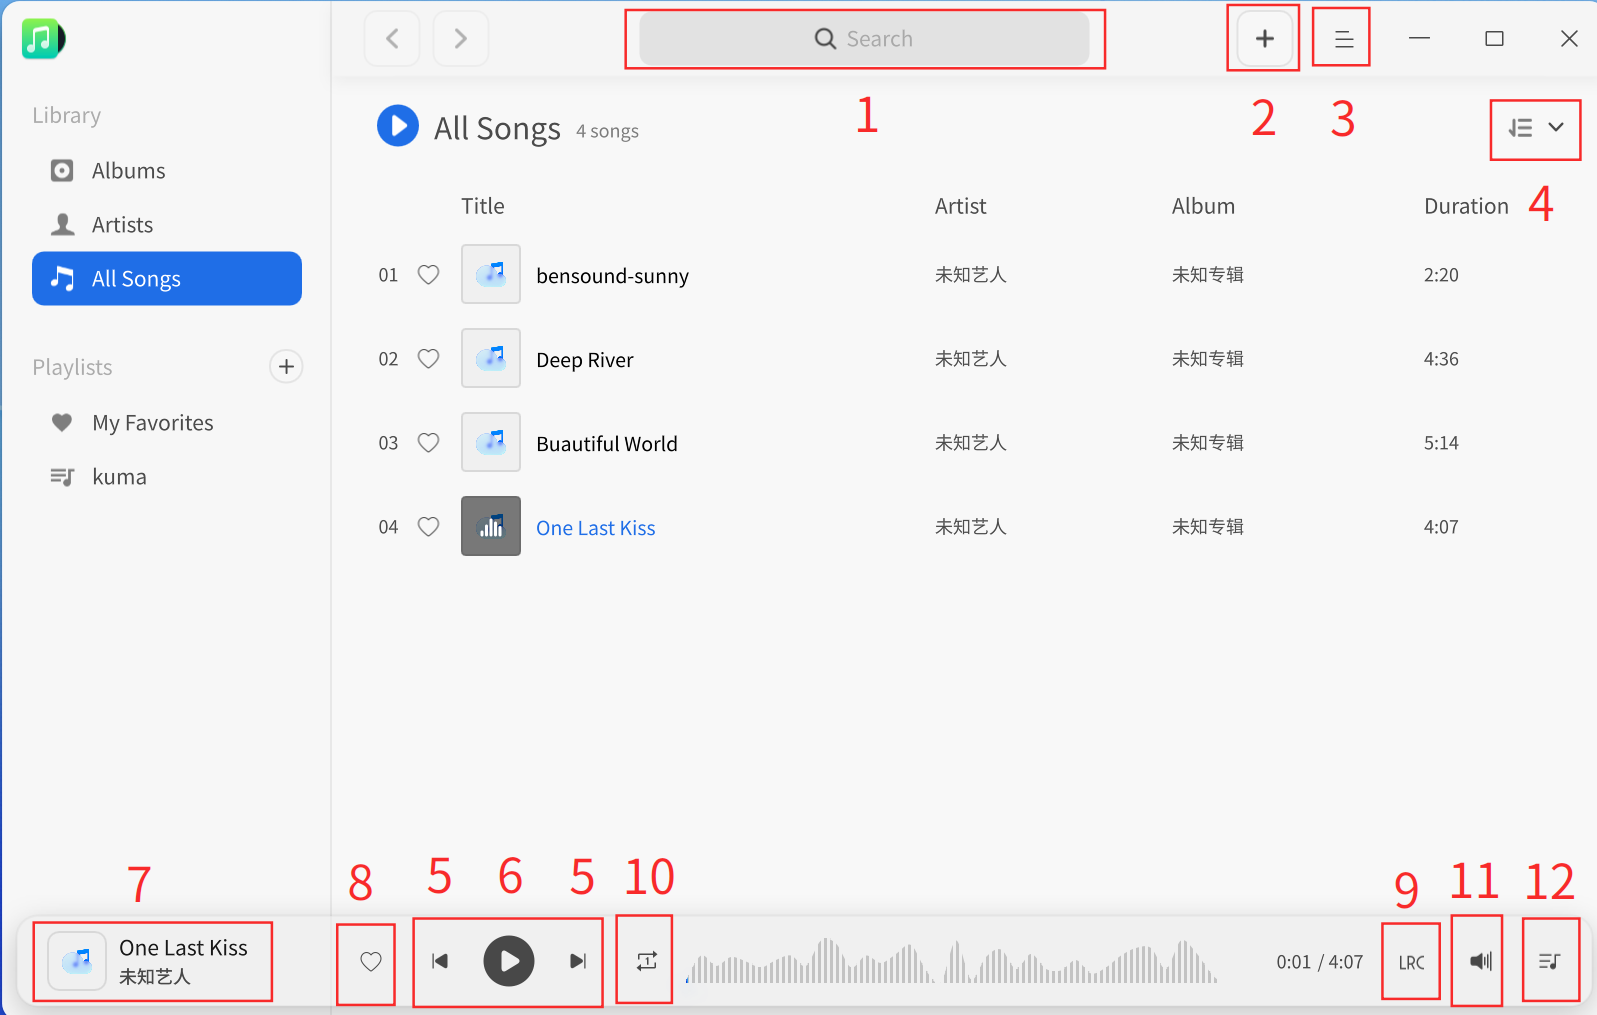 Search
Library
1
2
3
All Songs 4 songs
Albums
Title Artist Album Duration 4
Artists
All Songs
01 bensound-sunny 未知艺人 未知专辑 2:20
Playlists
02 Deep River 未知艺人 未知专辑 4:36
My Favorites
03 Buautiful World 未知艺人 未知专辑 5:14
kuma
04 One Last Kiss 未知艺人 未知专辑 4:07
7 8 5 6 5 10 9 11 12
One Last Kiss
未知艺人
1
0:01 / 4:07
LRC